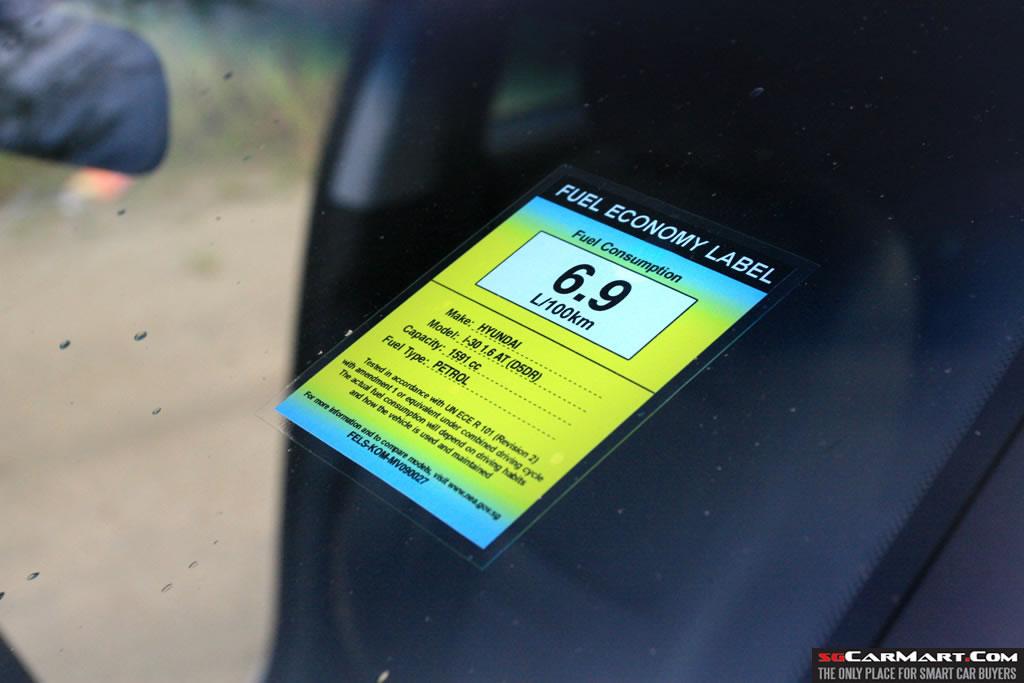 FUEL ECONOMY LABEL
Fuel Consumption
6.9
L/100km
Make: HYUNDAI
Model: i-30 1.6 AT (D5DR)
Capacity: 1591 cc
Fuel Type: PETROL
Tested in accordance with UN ECE R 101 (Revision 2)
with amendment 1 or equivalent under combined driving cycle
The actual fuel consumption will depend on driving habits
and how the vehicle is used and maintained
For more information and to compare models, visit www.nea.gov.sg
FELS-KOM-MV090027
sgCarMart.Com
THE ONLY PLACE FOR SMART CAR BUYERS